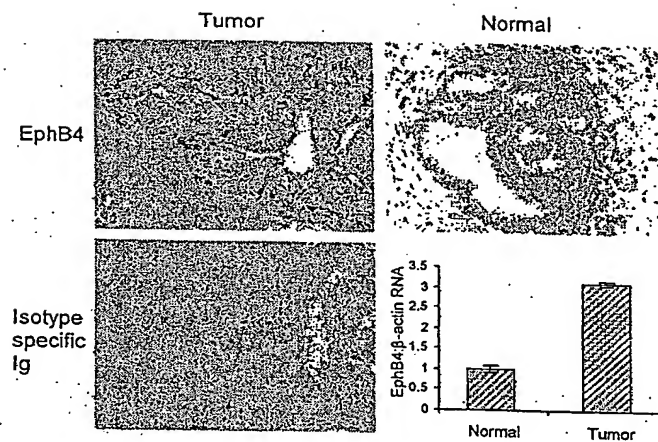 Tumor
Normal
EphB4
Isotype
specific
Ig
EphB4:β-actin RNA
3.5
3
2.5
2
1.5
1
0.5
0
Normal
Tumor